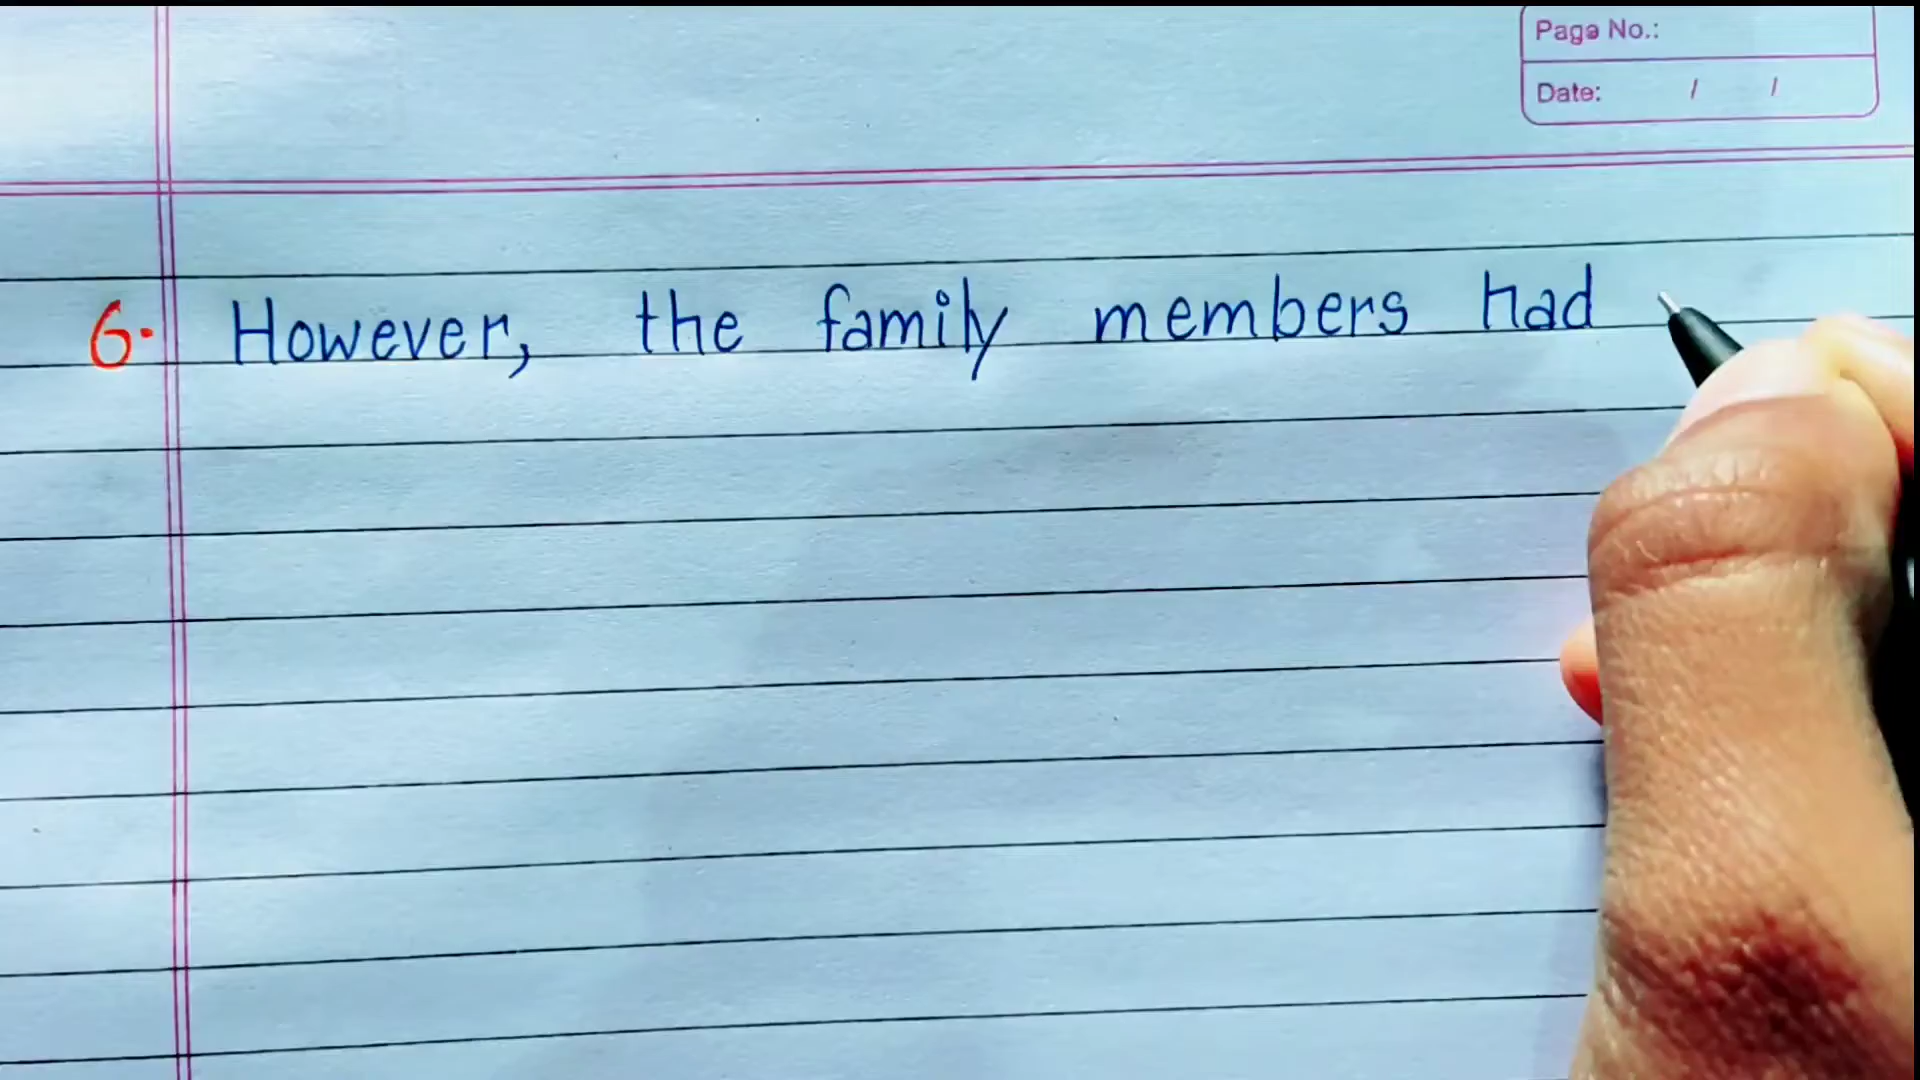 Page No.:
Date: / /
6. However, the family members had